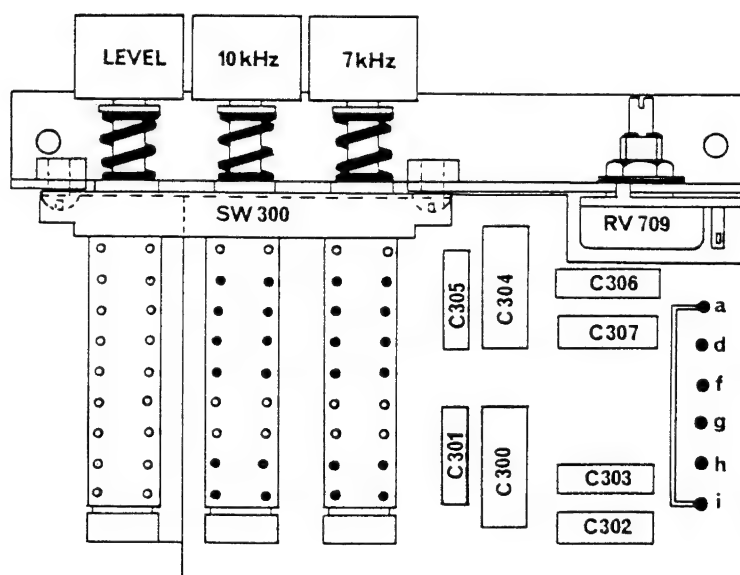 LEVEL
10kHz
7kHz
SW 300
RV 709
C305
C304
C306
C307
a
d
f
g
h
i
C301
C300
C303
C302